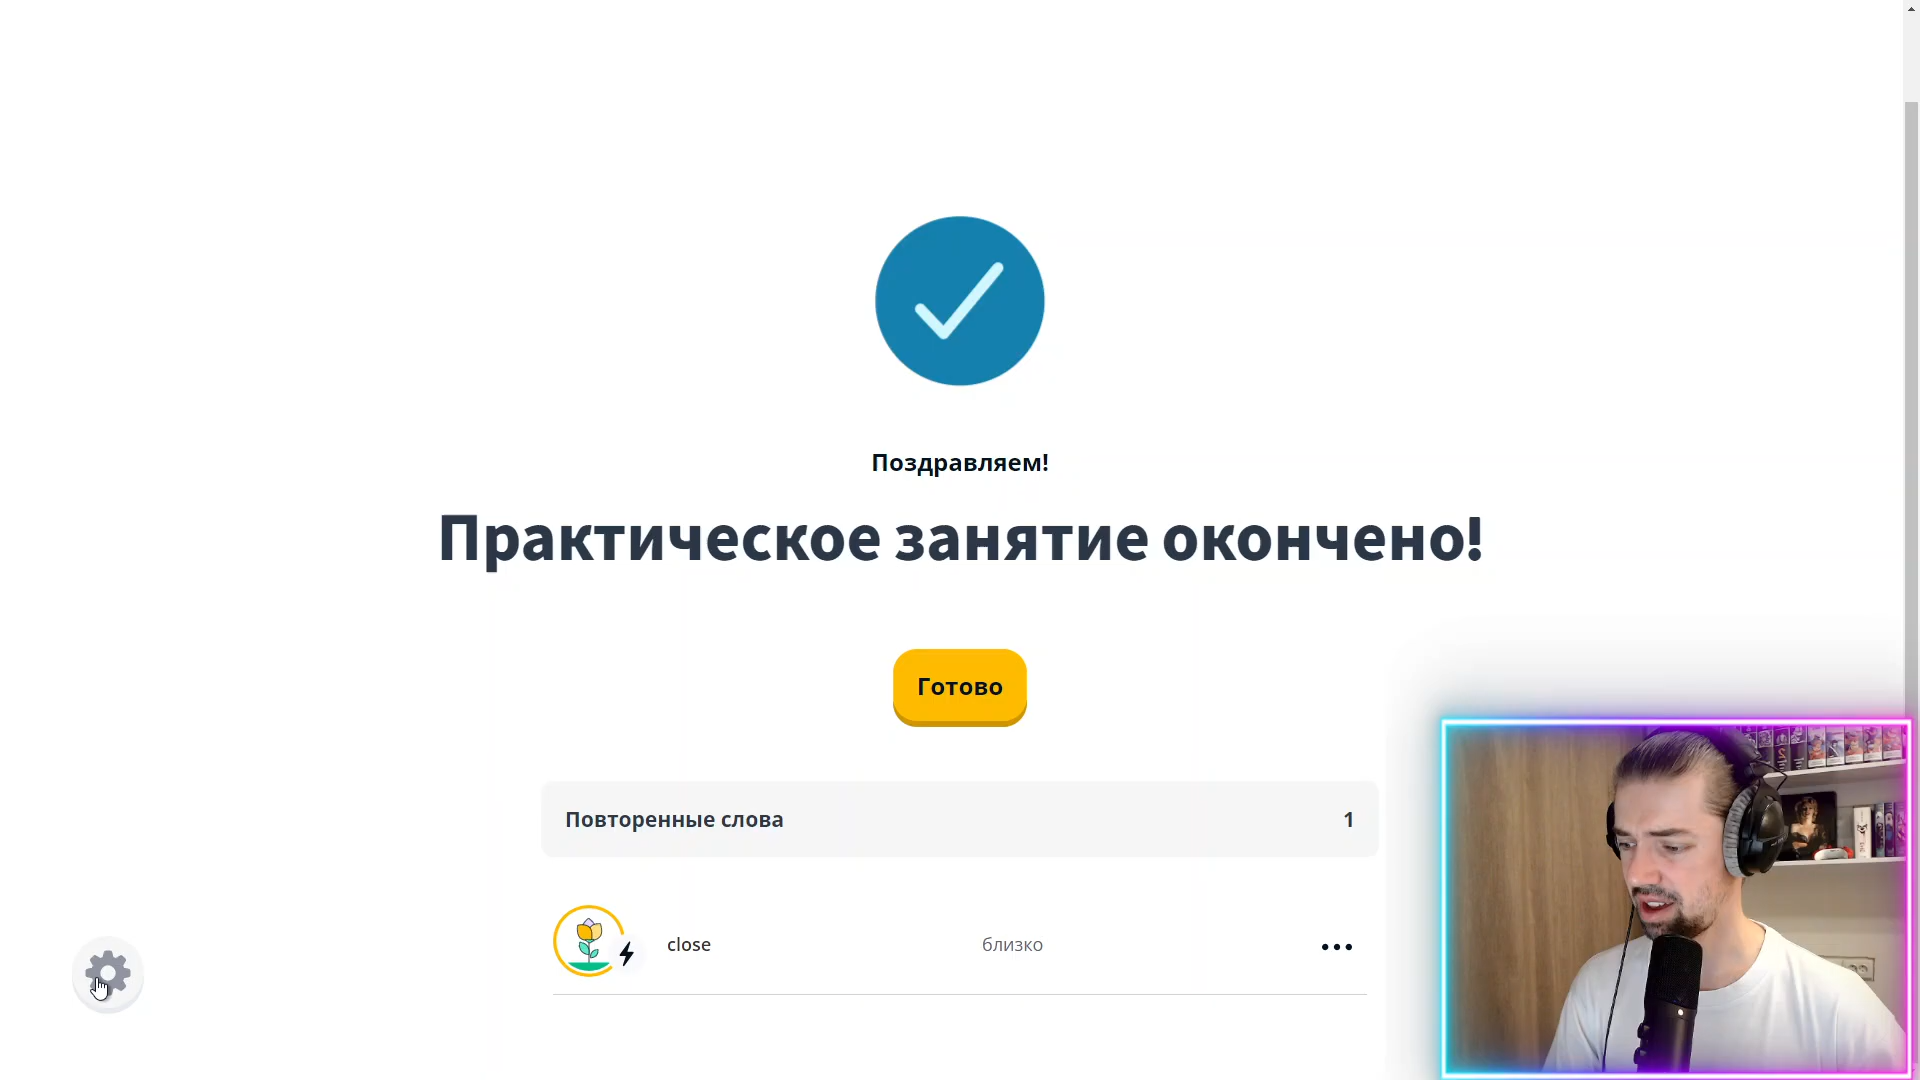 Поздравляем!
Практическое занятие окончено!
Готово
Повторенные слова 1
close близко